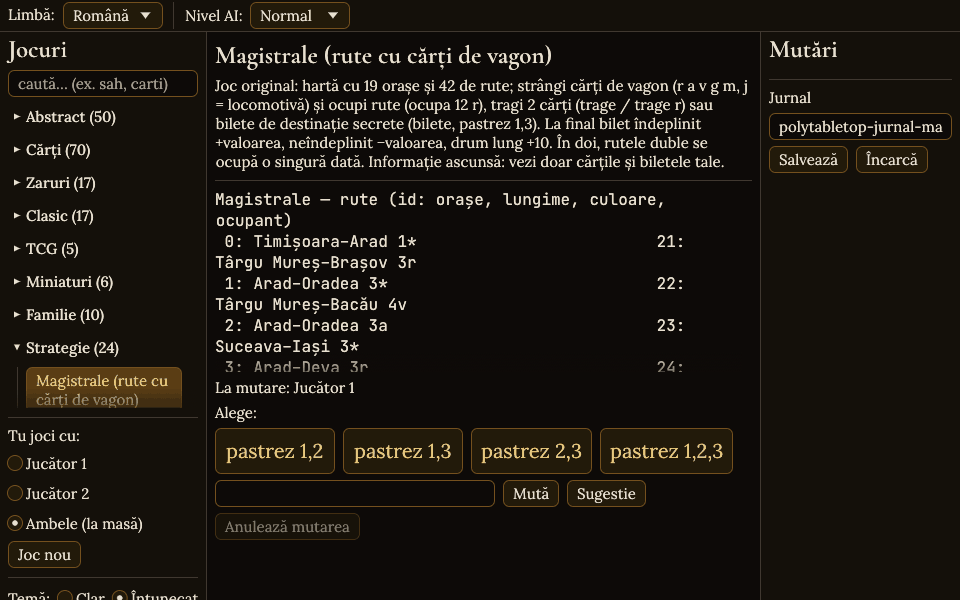 Limbă: Română ▼ Nivel AI: Normal ▼
Jocuri
caută... (ex. sah, carti)
▸ Abstract (50)
▸ Cărți (70)
▸ Zaruri (17)
▸ Clasic (17)
▸ TCG (5)
▸ Miniaturi (6)
▸ Familie (10)
▾ Strategie (24)
Magistrale (rute cu
cărți de vagon)
Tu joci cu:
Jucător 1
Jucător 2
Ambele (la masă)
Joc nou
Temă: Clar Întunecat
Magistrale (rute cu cărți de vagon)
Joc original: hartă cu 19 orașe și 42 de rute; strângi cărți de vagon (r a v g m, j
= locomotivă) și ocupi rute (ocupa 12 r), tragi 2 cărți (trage / trage r) sau
bilete de destinație secrete (bilete, pastrez 1,3). La final bilet îndeplinit
+valoarea, neîndeplinit −valoarea, drum lung +10. În doi, rutele duble se
ocupă o singură dată. Informație ascunsă: vezi doar cărțile și biletele tale.
Magistrale — rute (id: orașe, lungime, culoare,
ocupant)
0: Timișoara–Arad 1* 21:
Târgu Mureș–Brașov 3r
1: Arad–Oradea 3* 22:
Târgu Mureș–Bacău 4v
2: Arad–Oradea 3a 23:
Suceava–Iași 3*
3: Arad–Deva 3r 24:
La mutare: Jucător 1
Alege:
pastrez 1,2 pastrez 1,3 pastrez 2,3 pastrez 1,2,3
Mută Sugestie
Anulează mutarea
Mutări
Jurnal
polytabletop-jurnal-ma
Salvează Încarcă